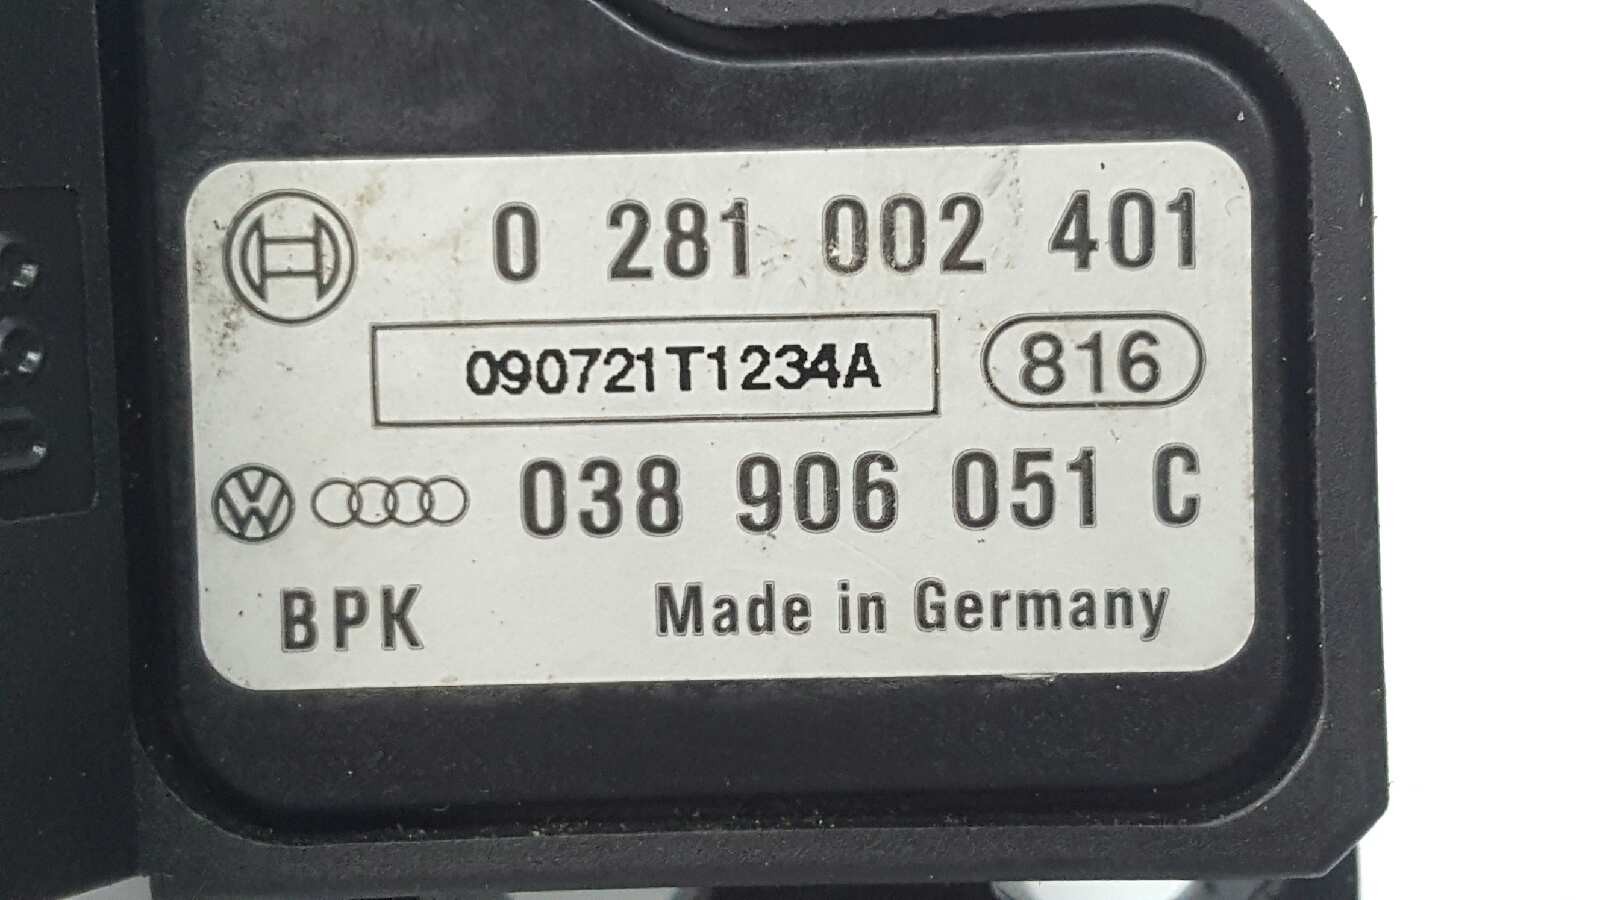 0 281 002 401
090721T1234A 816
038 906 051 C
BPK Made in Germany